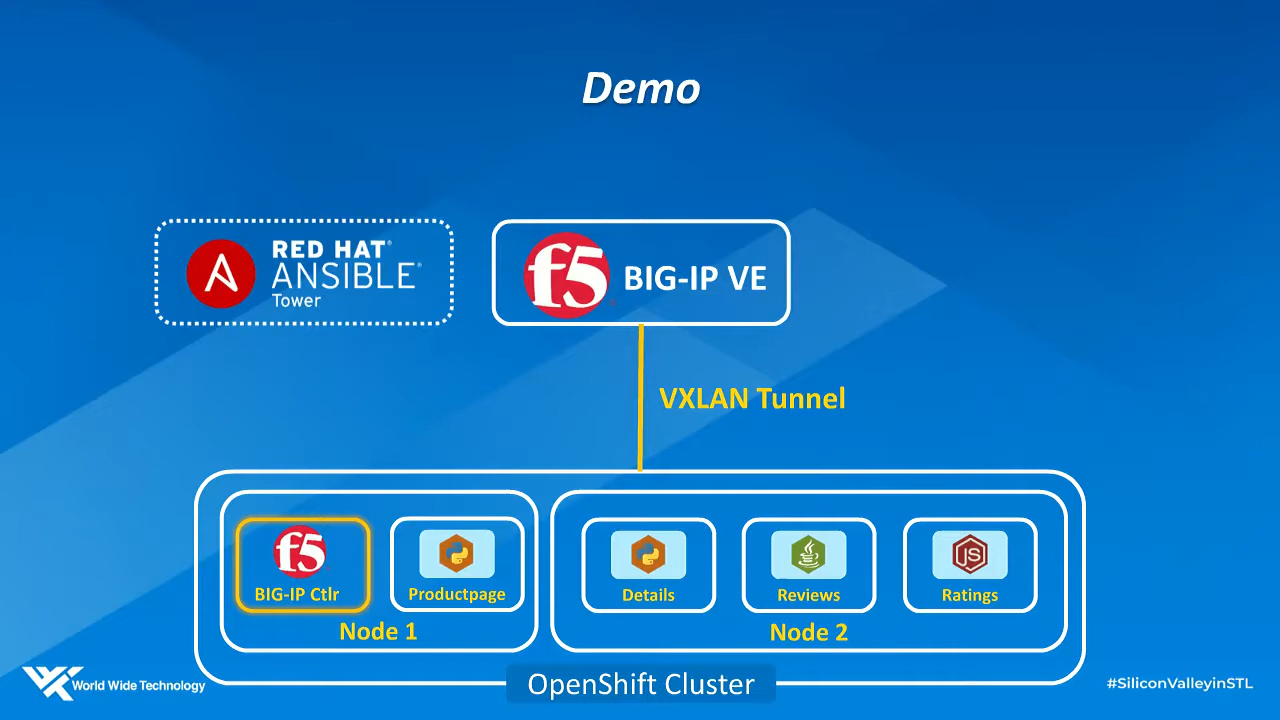 Demo
RED HAT®
ANSIBLE®
Tower
f5
BIG-IP VE
VXLAN Tunnel
f5
BIG-IP Ctlr
Productpage
Details
Reviews
JS
Ratings
Node 1
Node 2
World Wide Technology
OpenShift Cluster
#SiliconValleyinSTL